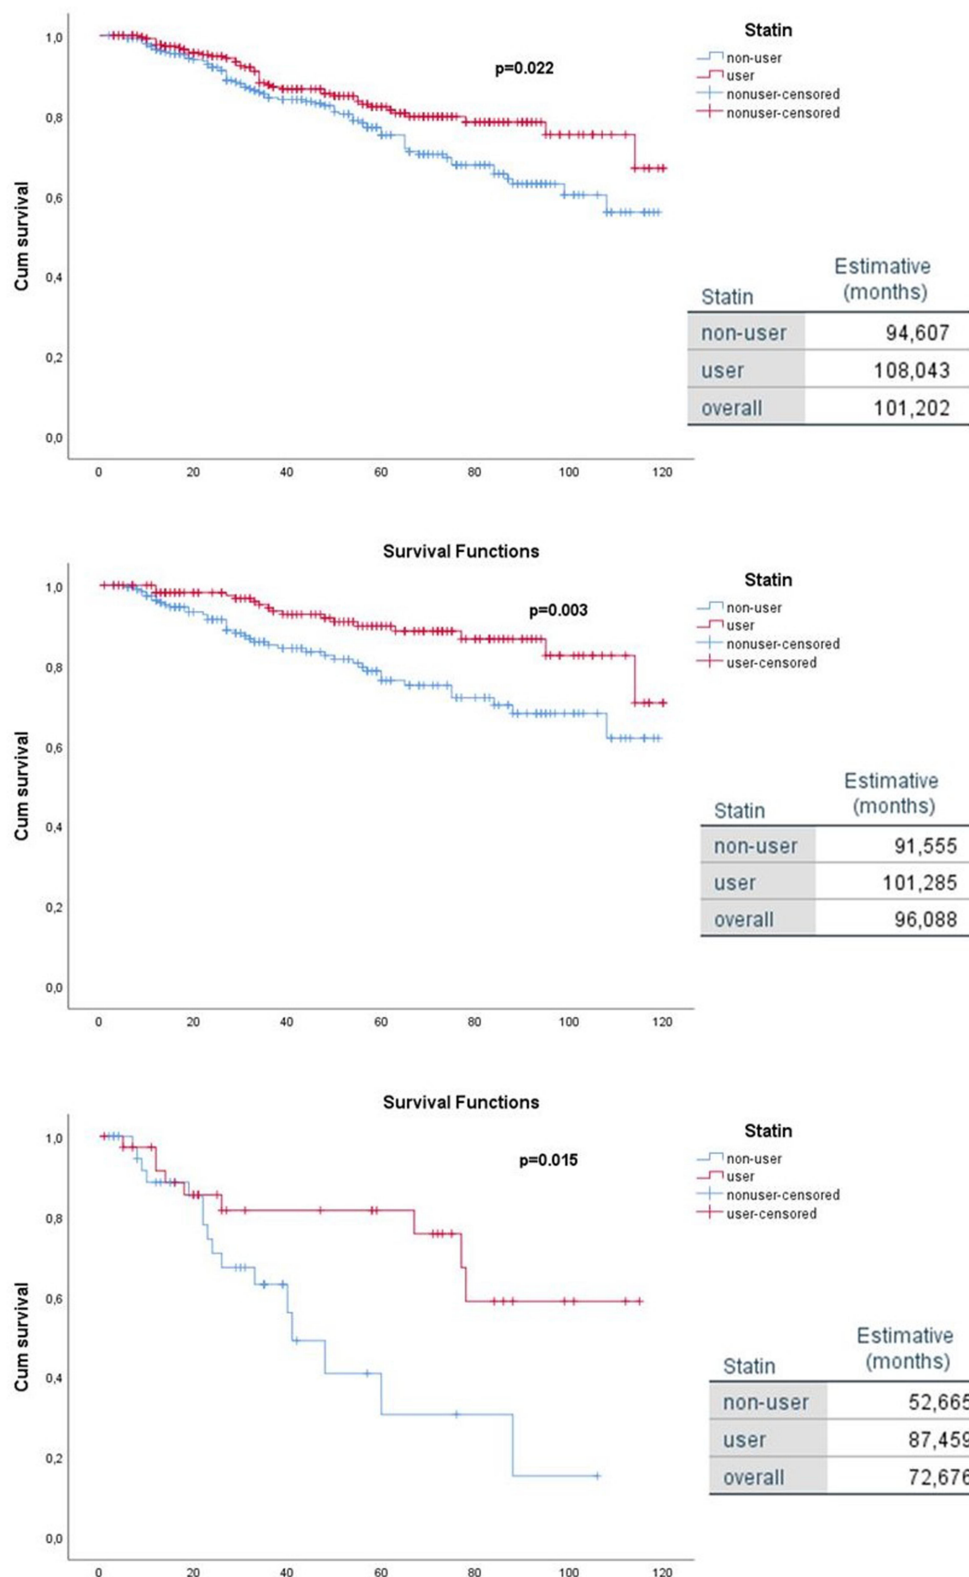 Statin
non-user
user
nonuser-censored
nonuser-censored
p=0.022
Cum survival
1,0
0,8
0,6
0,4
0,2
0,0
0 20 40 60 80 100 120
Statin Estimative (months)
non-user 94,607
user 108,043
overall 101,202
Survival Functions
Statin
non-user
user
nonuser-censored
user-censored
p=0.003
Cum survival
1,0
0,8
0,6
0,4
0,2
0,0
0 20 40 60 80 100 120
Statin Estimative (months)
non-user 91,555
user 101,285
overall 96,088
Survival Functions
Statin
non-user
user
nonuser-censored
user-censored
p=0.015
Cum survival
1,0
0,8
0,6
0,4
0,2
0,0
0 20 40 60 80 100 120
Statin Estimative (months)
non-user 52,665
user 87,459
overall 72,676